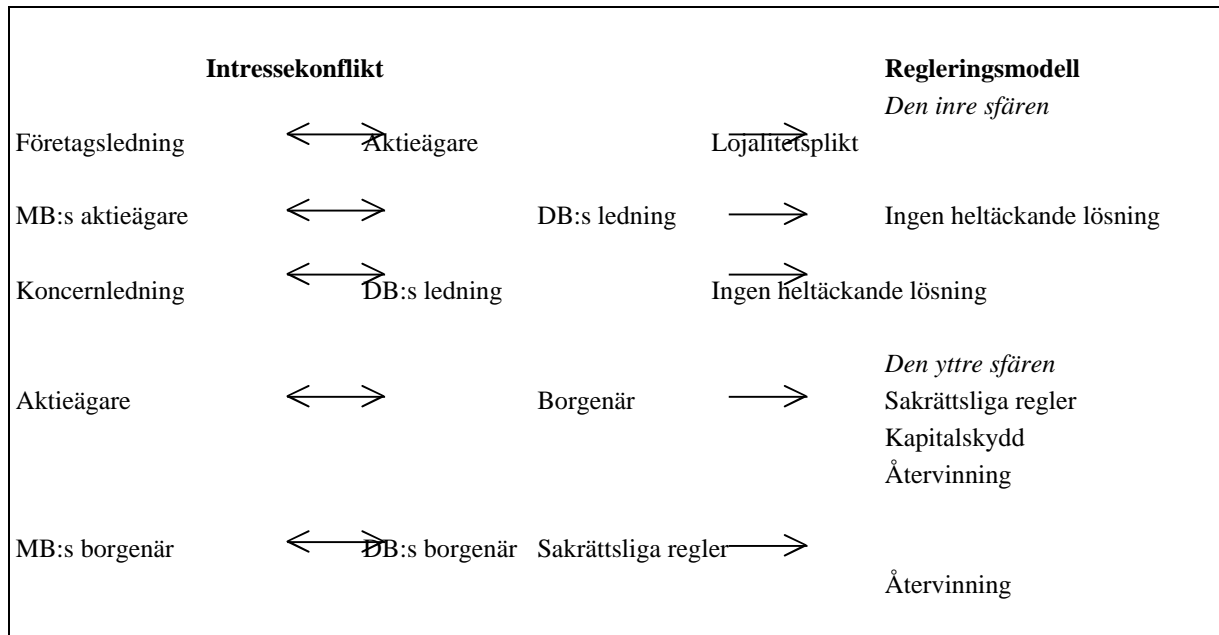 Intressekonflikt Regleringsmodell
Den inre sfären
Företagsledning Aktieägare Lojalitetsplikt
MB:s aktieägare DB:s ledning Ingen heltäckande lösning
Koncernledning DB:s ledning Ingen heltäckande lösning
Den yttre sfären
Aktieägare Borgenär Sakrättsliga regler
Kapitalskydd
Återvinning
MB:s borgenär DB:s borgenär Sakrättsliga regler
Återvinning